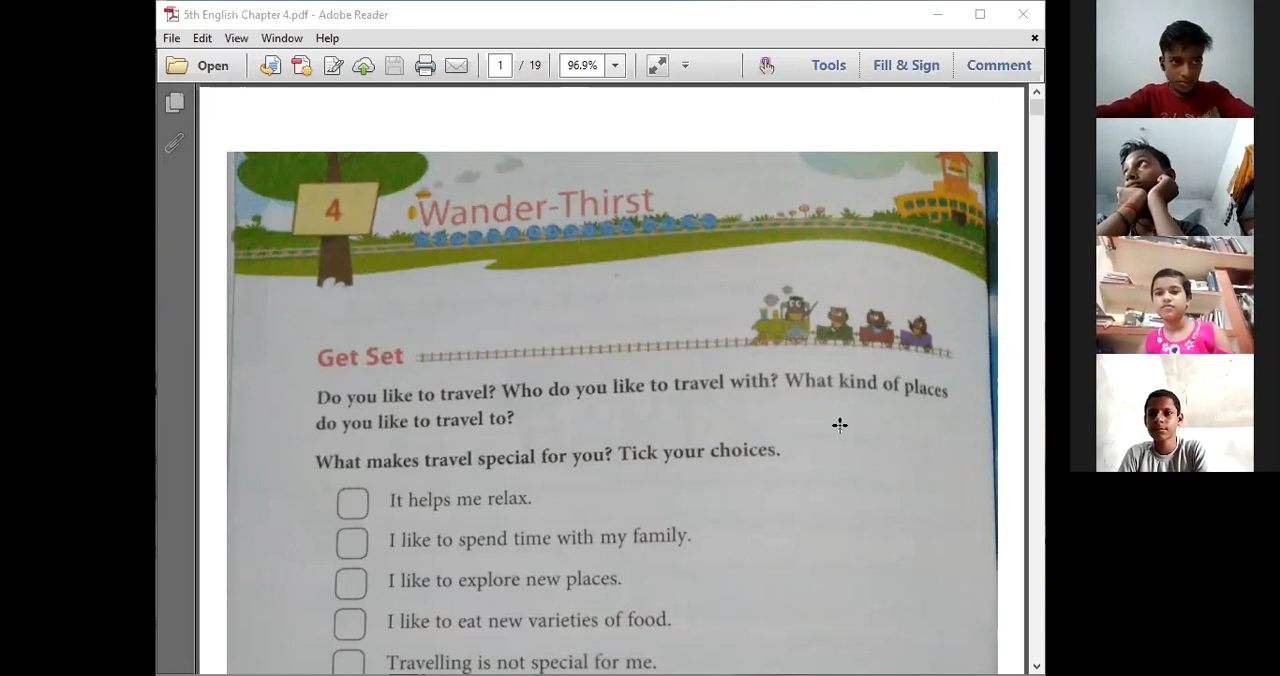 5th English Chapter 4.pdf - Adobe Reader
File Edit View Window Help
Open 1 / 19 96.9% Tools Fill & Sign Comment
4
Wander-Thirst
Get Set
Do you like to travel? Who do you like to travel with? What kind of places
do you like to travel to?
What makes travel special for you? Tick your choices.
It helps me relax.
I like to spend time with my family.
I like to explore new places.
I like to eat new varieties of food.
Travelling is not special for me.